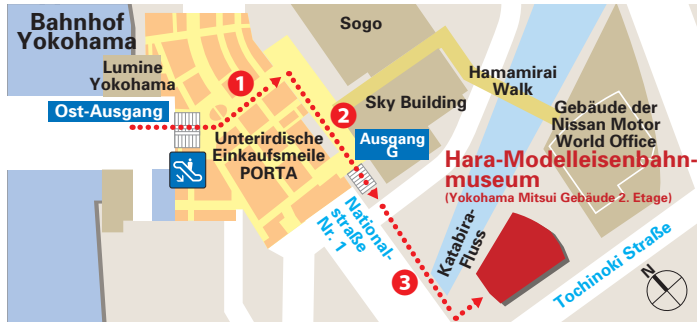 Bahnhof
Yokohama
Lumine
Yokohama
Ost-Ausgang
1
Unterirdische
Einkaufsmeile
PORTA
Sogo
2
Sky Building
Ausgang
G
Hamamirai
Walk
Gebäude der
Nissan Motor
World Office
Hara-Modelleisenbahn-
museum
(Yokohama Mitsui Gebäude 2. Etage)
National-
straße
Nr. 1
Katabira-
Fluss
3
Tochinoki Straße
N